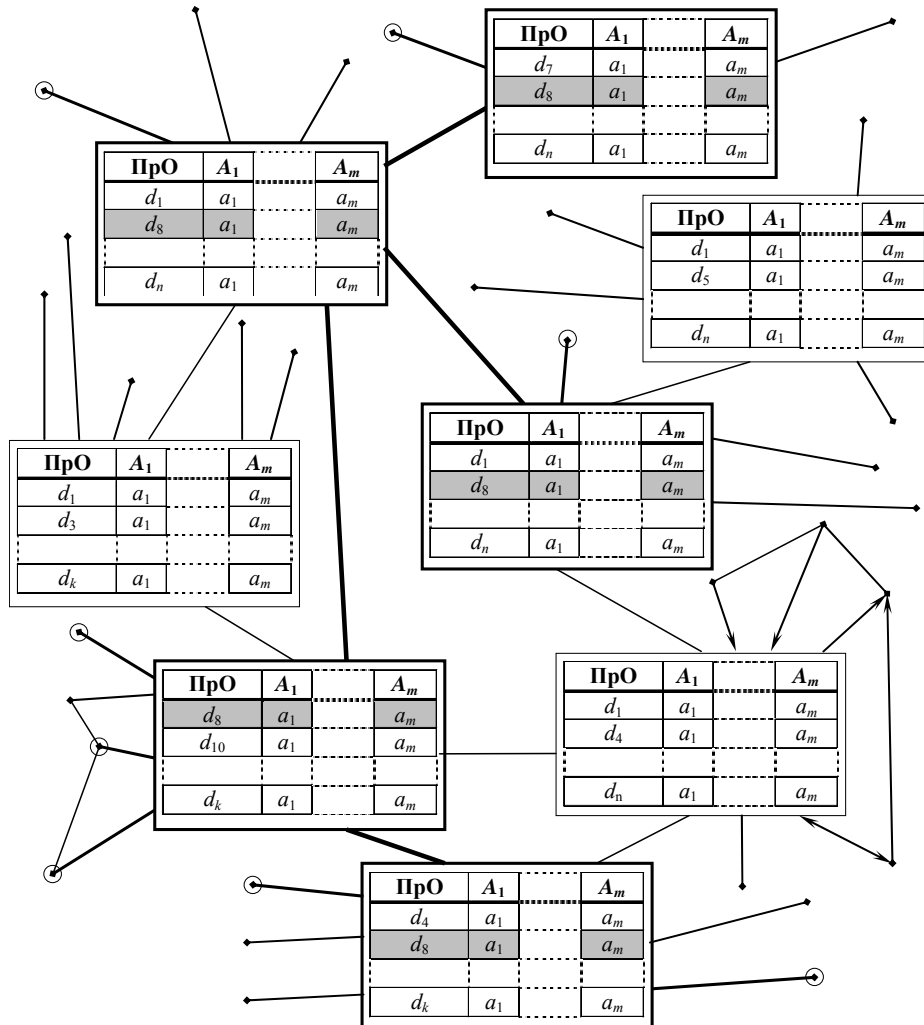 ПрО A₁ Aₘ
d₇ a₁ aₘ
d₈ a₁ aₘ
dₙ a₁ aₘ
ПрО A₁ Aₘ
d₁ a₁ aₘ
d₈ a₁ aₘ
dₙ a₁ aₘ
ПрО A₁ Aₘ
d₁ a₁ aₘ
d₅ a₁ aₘ
dₙ a₁ aₘ
ПрО A₁ Aₘ
d₁ a₁ aₘ
d₈ a₁ aₘ
dₙ a₁ aₘ
ПрО A₁ Aₘ
d₁ a₁ aₘ
d₃ a₁ aₘ
dₖ a₁ aₘ
ПрО A₁ Aₘ
d₁ a₁ aₘ
d₄ a₁ aₘ
dₙ a₁ aₘ
ПрО A₁ Aₘ
d₈ a₁ aₘ
d₁₀ a₁ aₘ
dₖ a₁ aₘ
ПрО A₁ Aₘ
d₄ a₁ aₘ
d₈ a₁ aₘ
dₖ a₁ aₘ